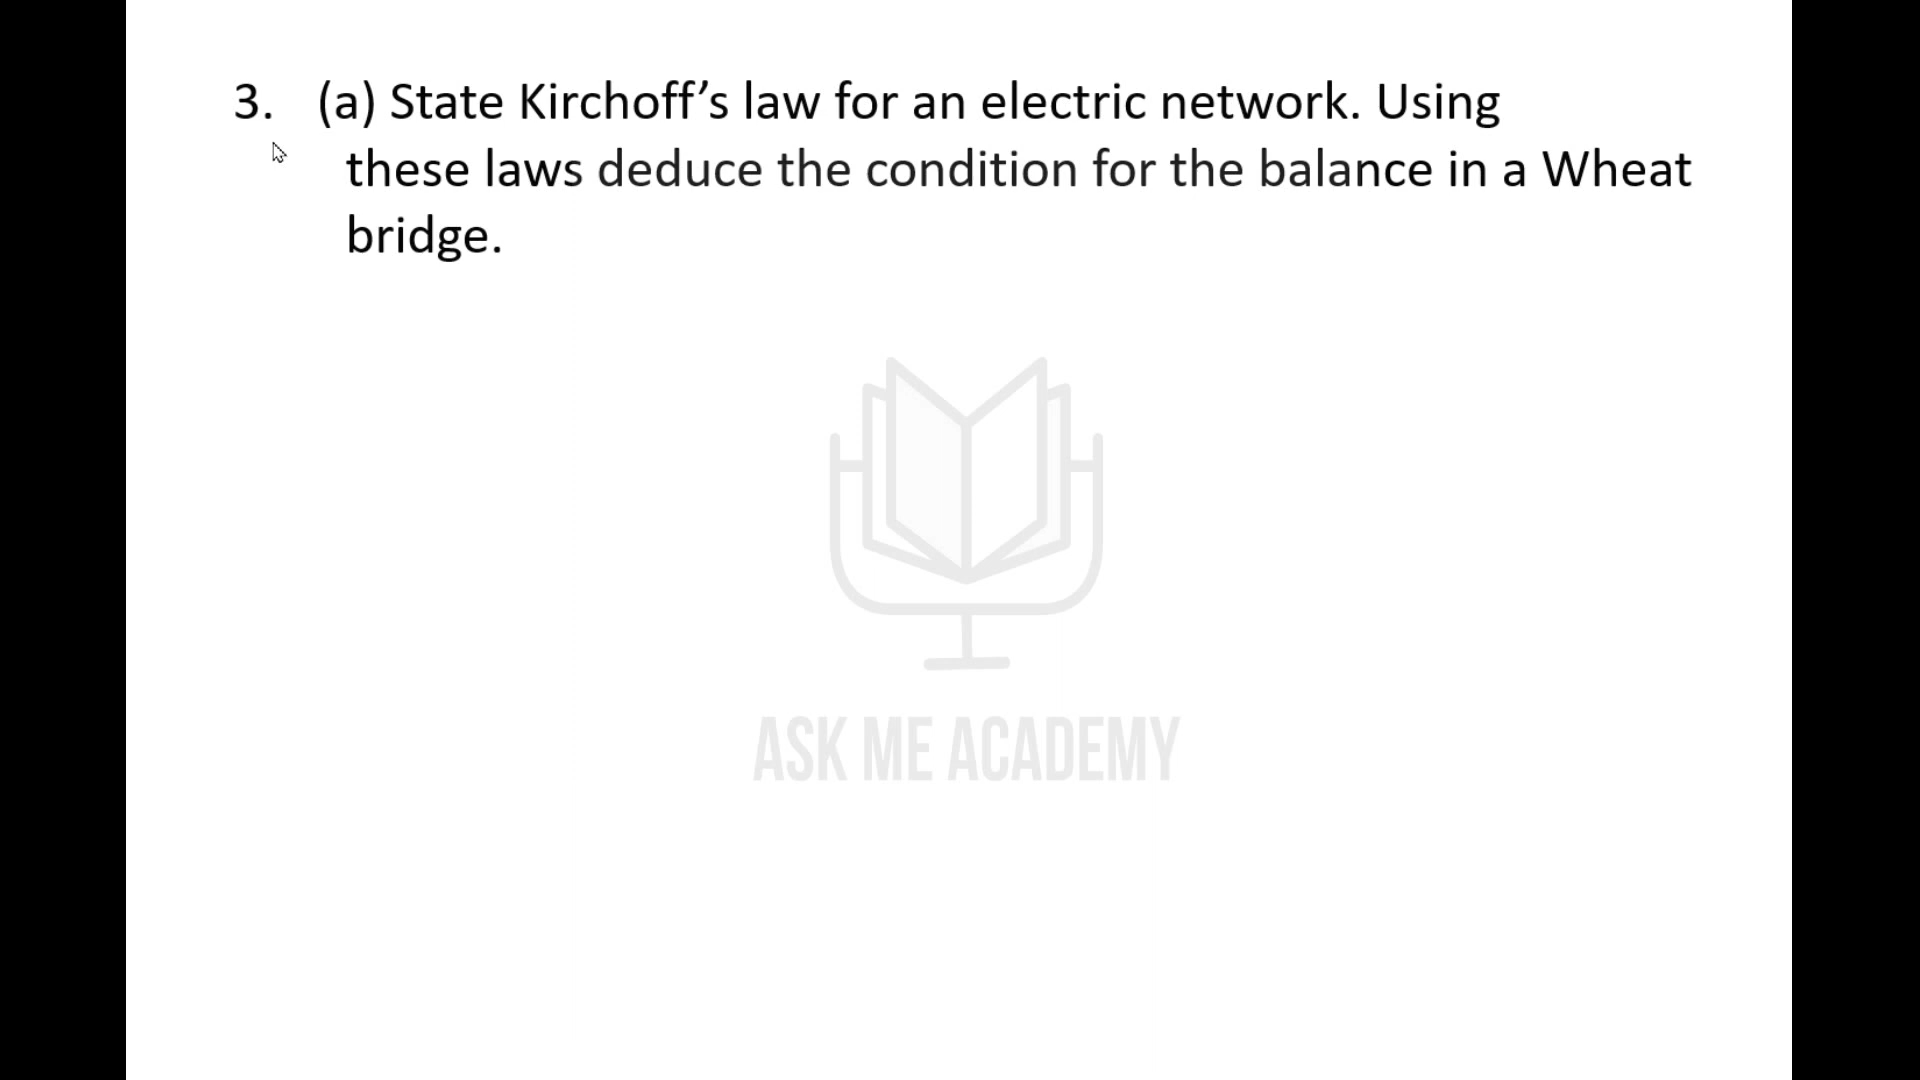 3. (a) State Kirchoff’s law for an electric network. Using
these laws deduce the condition for the balance in a Wheat
bridge.
ASK ME ACADEMY